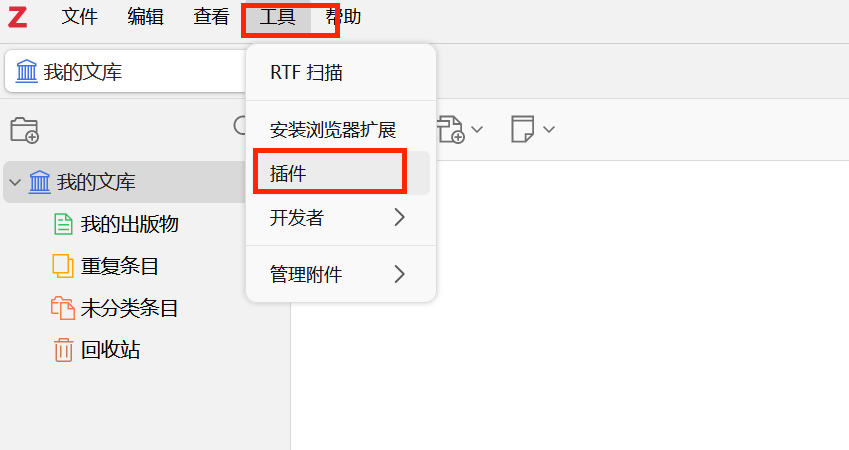 Z 文件 编辑 查看 工具 帮助
我的文库
RTF 扫描
安装浏览器扩展
插件
开发者
管理附件
我的文库
我的出版物
重复条目
未分类条目
回收站